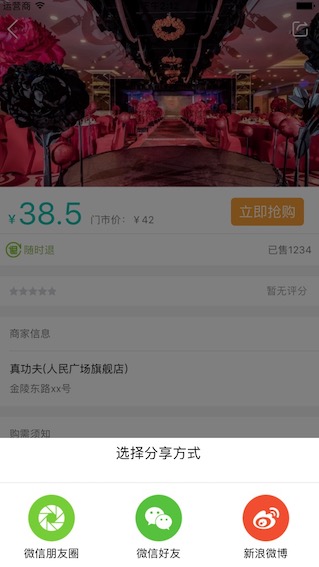 运营商
¥38.5 门市价：¥42 立即抢购
随时退 已售1234
暂无评分
商家信息
真功夫(人民广场旗舰店)
金陵东路xx号
购需须知
选择分享方式
微信朋友圈 微信好友 新浪微博